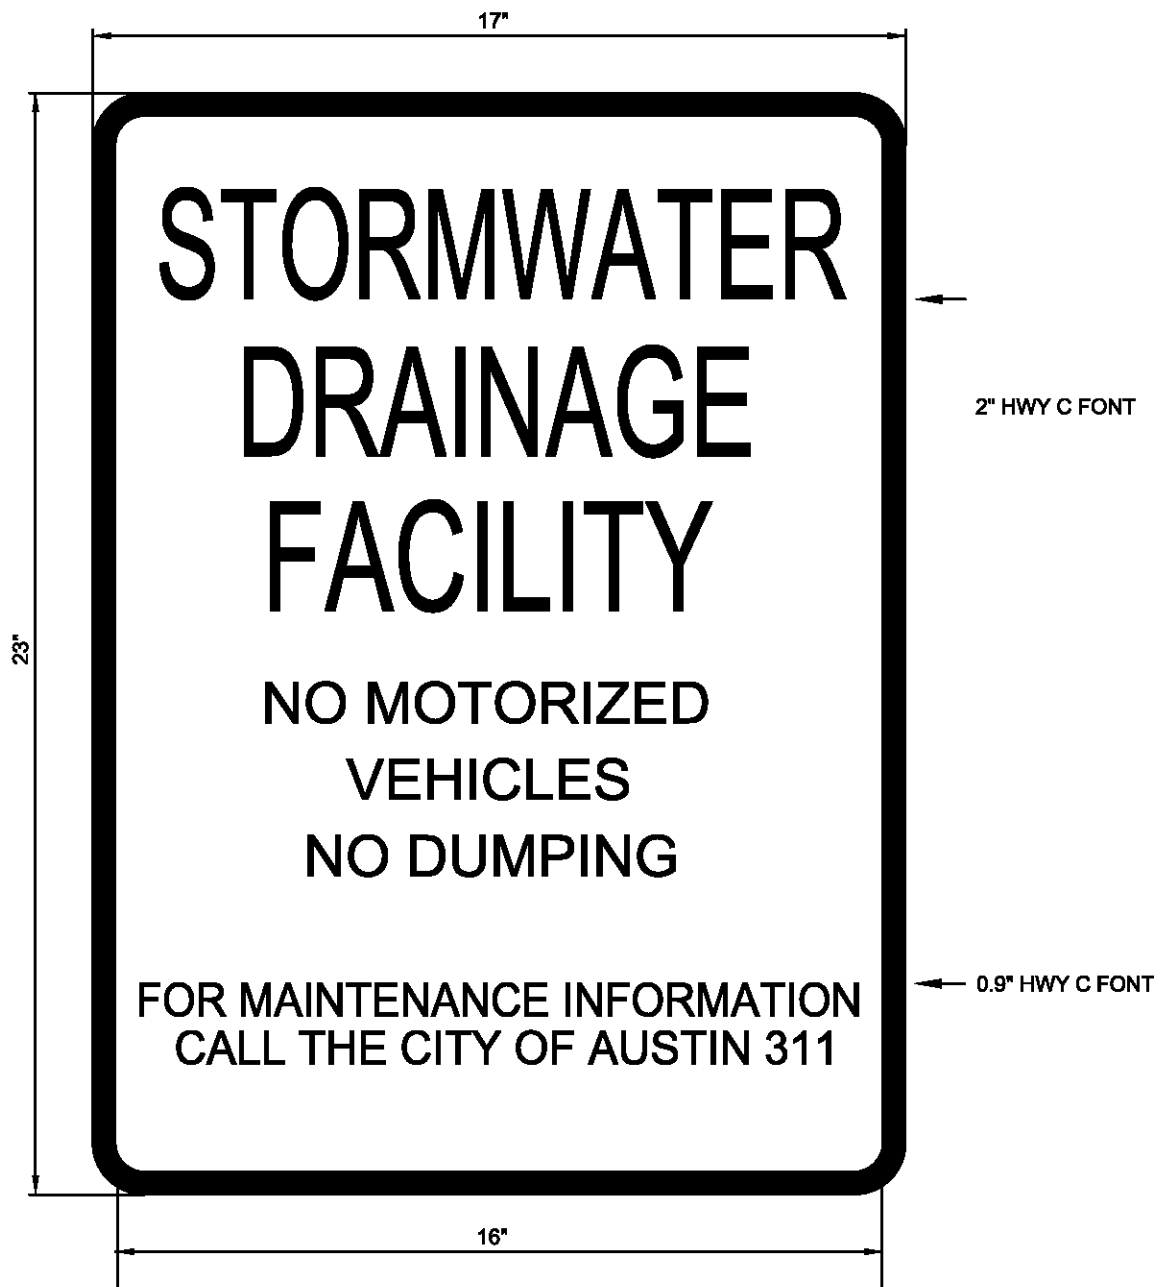 17"
STORMWATER
DRAINAGE
2" HWY C FONT
FACILITY
23"
NO MOTORIZED
VEHICLES
NO DUMPING
0.9" HWY C FONT
FOR MAINTENANCE INFORMATION
CALL THE CITY OF AUSTIN 311
16"